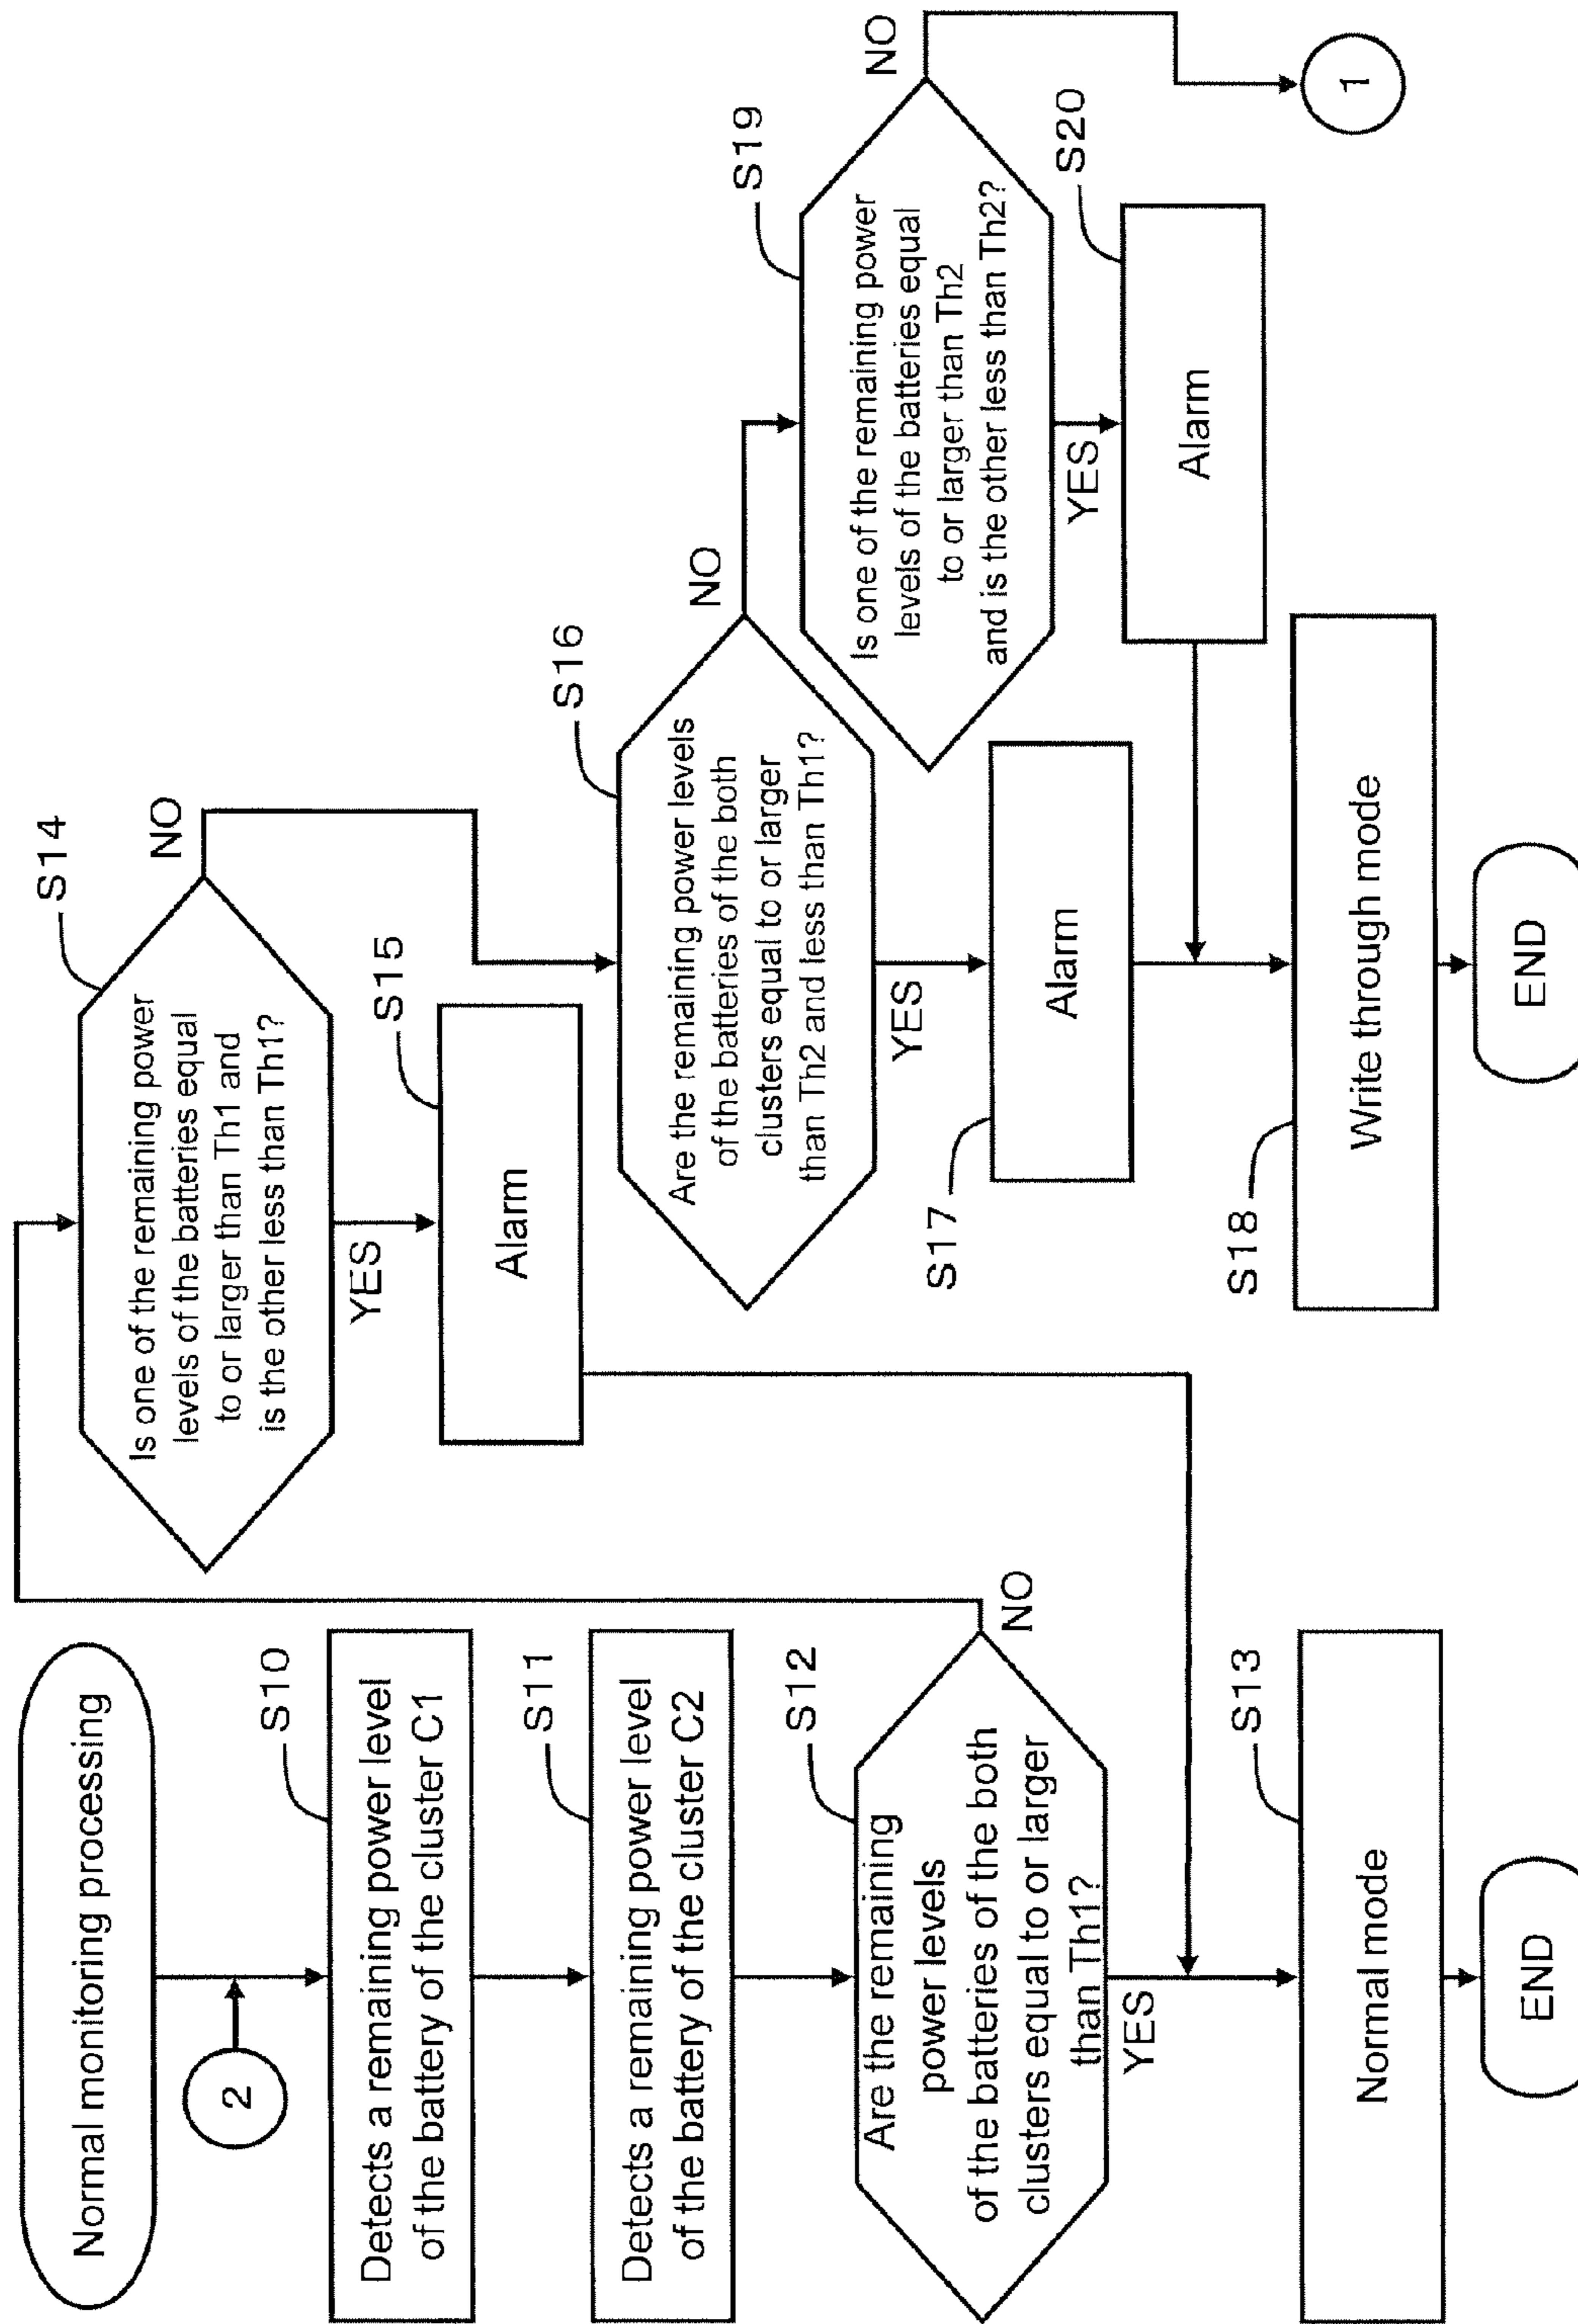 Normal monitoring processing
2
S10
Detects a remaining power level
of the battery of the cluster C1
S11
Detects a remaining power level
of the battery of the cluster C2
S12
Are the remaining
power levels
of the batteries of the both
clusters equal to or larger
than Th1?
NO
YES
S13
Normal mode
END
S14
Is one of the remaining power
levels of the batteries equal
to or larger than Th1 and
is the other less than Th1?
NO
YES
S15
Alarm
S16
Are the remaining power levels
of the batteries of the both
clusters equal to or larger
than Th2 and less than Th1?
NO
YES
S17
Alarm
S18
Write through mode
END
S19
Is one of the remaining power
levels of the batteries equal
to or larger than Th2
and is the other less than Th2?
NO
YES
S20
Alarm
1